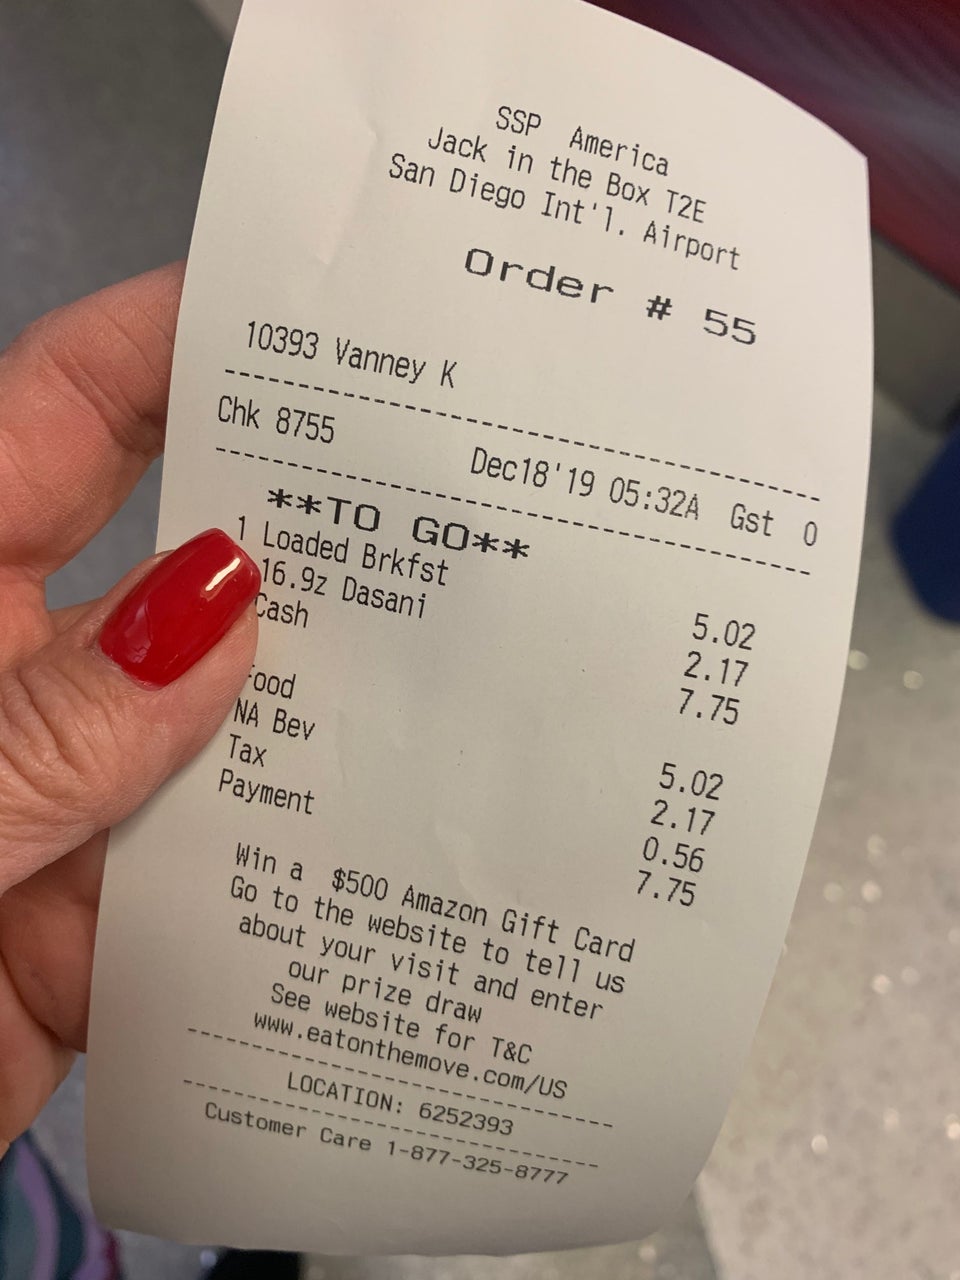 SSP America
Jack in the Box T2E
San Diego Int'l. Airport
Order # 55
10393 Vanney K
Chk 8755 Dec18'19 05:32A Gst 0
**TO GO**
1 Loaded Brkfst 5.02
16.9z Dasani 2.17
Cash 7.75
ood 5.02
NA Bev 2.17
Tax 0.56
Payment 7.75
Win a $500 Amazon Gift Card
Go to the website to tell us
about your visit and enter
our prize draw
See website for T&C
www.eatonthemove.com/US
LOCATION: 6252393
Customer Care 1-877-325-8777